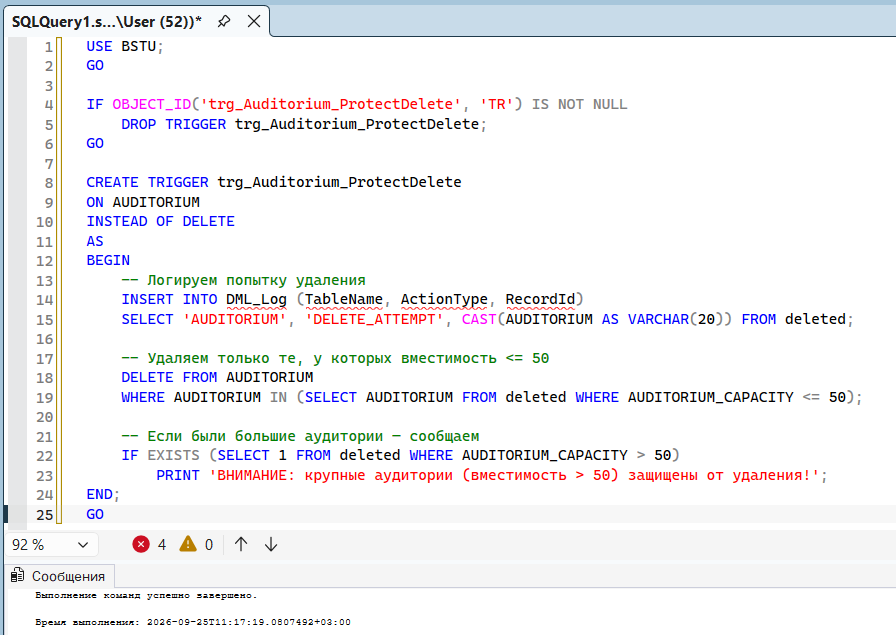 SQLQuery1.s...\User (52))*
1 USE BSTU;
2 GO
3
4 IF OBJECT_ID('trg_Auditorium_ProtectDelete', 'TR') IS NOT NULL
5 DROP TRIGGER trg_Auditorium_ProtectDelete;
6 GO
7
8 CREATE TRIGGER trg_Auditorium_ProtectDelete
9 ON AUDITORIUM
10 INSTEAD OF DELETE
11 AS
12 BEGIN
13 -- Логируем попытку удаления
14 INSERT INTO DML_Log (TableName, ActionType, RecordId)
15 SELECT 'AUDITORIUM', 'DELETE_ATTEMPT', CAST(AUDITORIUM AS VARCHAR(20)) FROM deleted;
16
17 -- Удаляем только те, у которых вместимость <= 50
18 DELETE FROM AUDITORIUM
19 WHERE AUDITORIUM IN (SELECT AUDITORIUM FROM deleted WHERE AUDITORIUM_CAPACITY <= 50);
20
21 -- Если были большие аудитории — сообщаем
22 IF EXISTS (SELECT 1 FROM deleted WHERE AUDITORIUM_CAPACITY > 50)
23 PRINT 'ВНИМАНИЕ: крупные аудитории (вместимость > 50) защищены от удаления!';
24 END;
25 GO
92 % 4 0
Сообщения
Выполнение команд успешно завершено.
Время выполнения: 2026-09-25T11:17:19.0807492+03:00